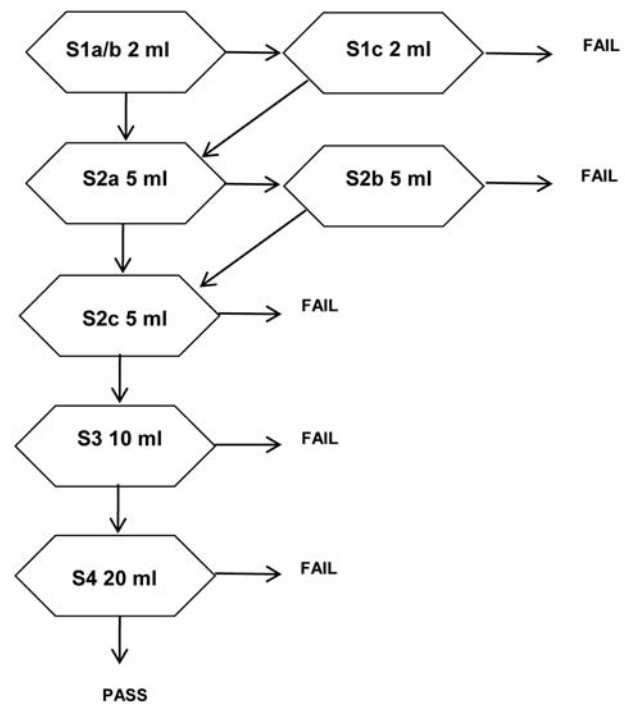 S1a/b 2 ml
S1c 2 ml
FAIL
S2a 5 ml
S2b 5 ml
FAIL
S2c 5 ml
FAIL
S3 10 ml
FAIL
S4 20 ml
FAIL
PASS